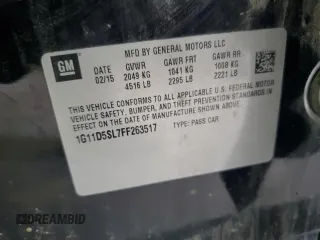 GM
MFD BY GENERAL MOTORS LLC
DATE GVWR GAWR FRT GAWR RR
02/15 2049 KG 1041 KG 1008 KG
4516 LB 2295 LB 2221 LB
THIS VEHICLE CONFORMS TO ALL APPLICABLE U.S. FEDERAL MOTOR
VEHICLE SAFETY, BUMPER, AND THEFT PREVENTION STANDARDS
IN EFFECT ON THE DATE OF MANUFACTURE SHOWN ABOVE.
1G11D5SL7FF263517 TYPE: PASS CAR
BIDFAX